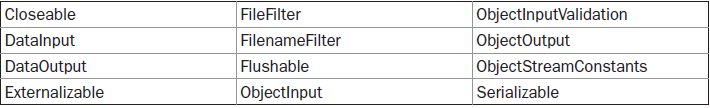 Closeable FileFilter ObjectInputValidation
DataInput FilenameFilter ObjectOutput
DataOutput Flushable ObjectStreamConstants
Externalizable ObjectInput Serializable